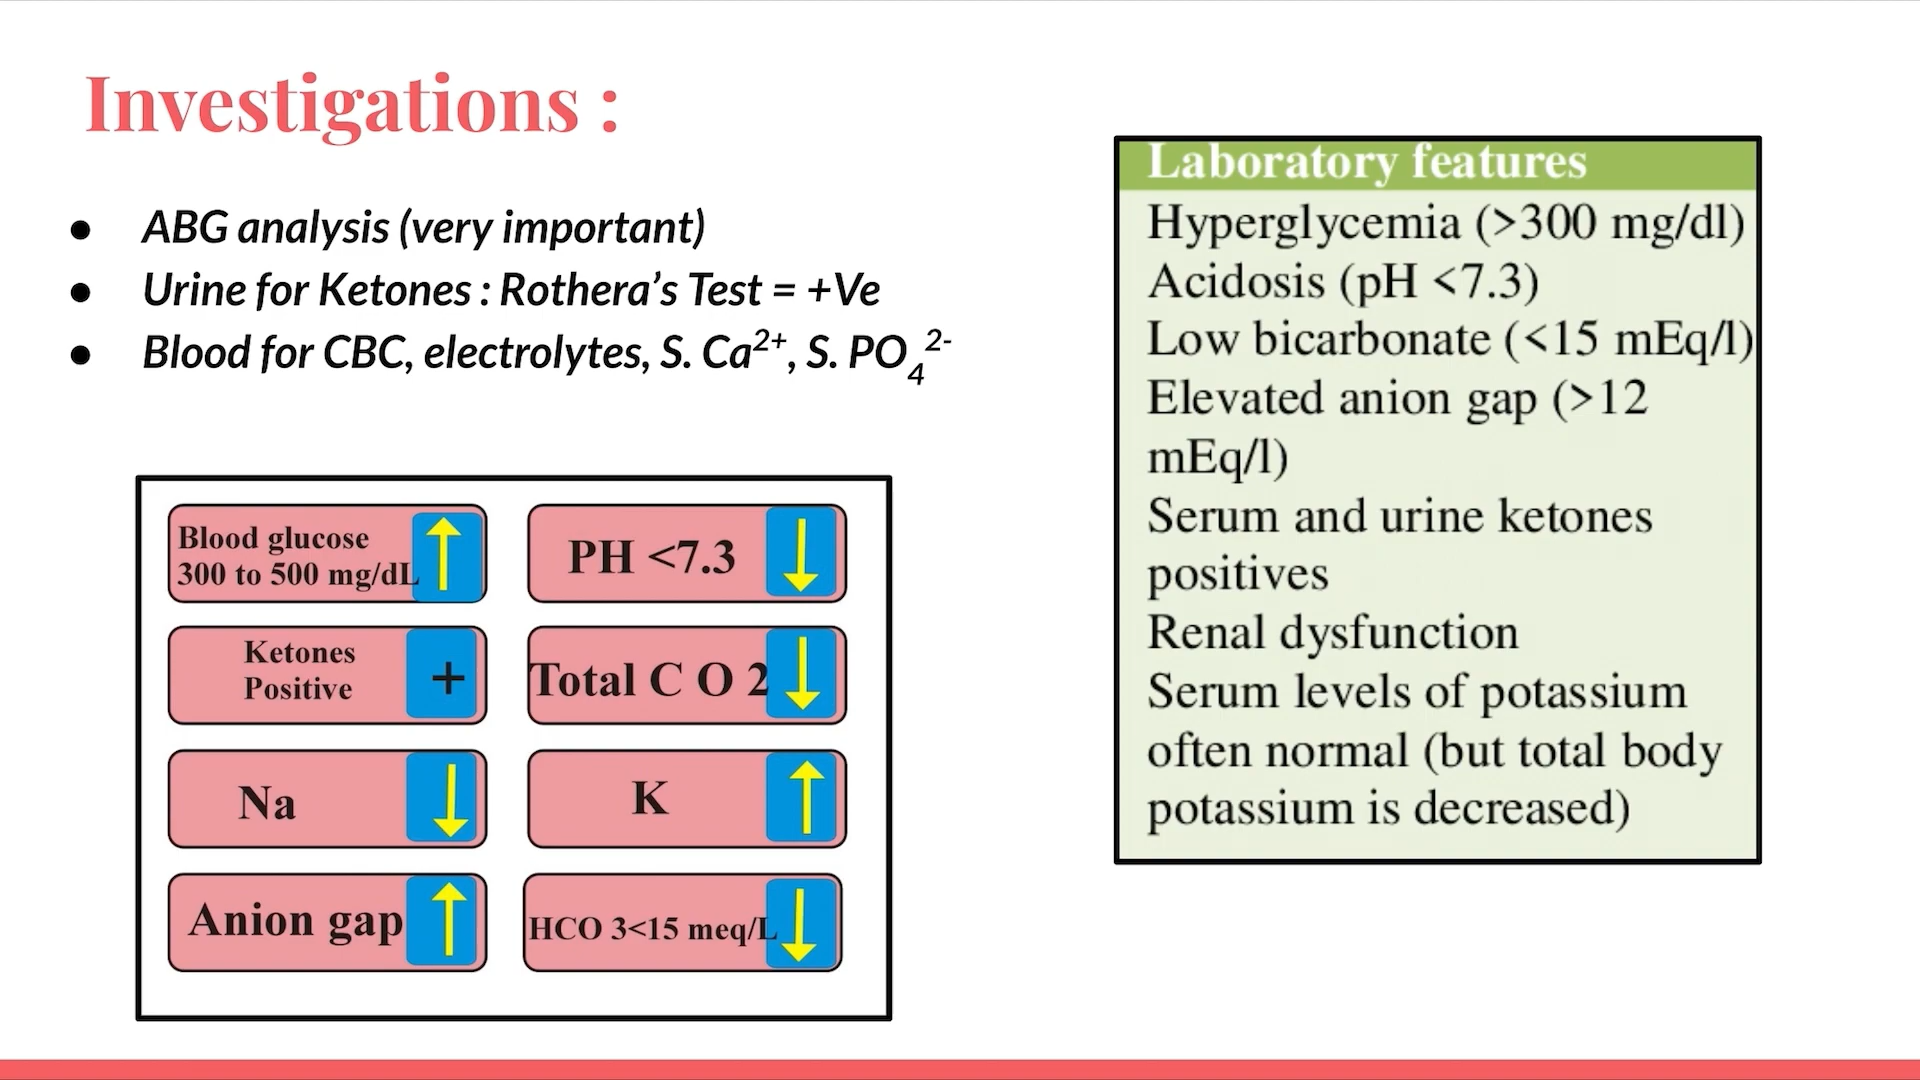 Investigations :
● ABG analysis (very important)
● Urine for Ketones : Rothera's Test = +Ve
● Blood for CBC, electrolytes, S. Ca²⁺, S. PO₄²⁻
Blood glucose
300 to 500 mg/dL
PH <7.3
Ketones
Positive
+
Total C O 2
Na
K
Anion gap
HCO 3<15 meq/L
Laboratory features
Hyperglycemia (>300 mg/dl)
Acidosis (pH <7.3)
Low bicarbonate (<15 mEq/l)
Elevated anion gap (>12
mEq/l)
Serum and urine ketones
positives
Renal dysfunction
Serum levels of potassium
often normal (but total body
potassium is decreased)